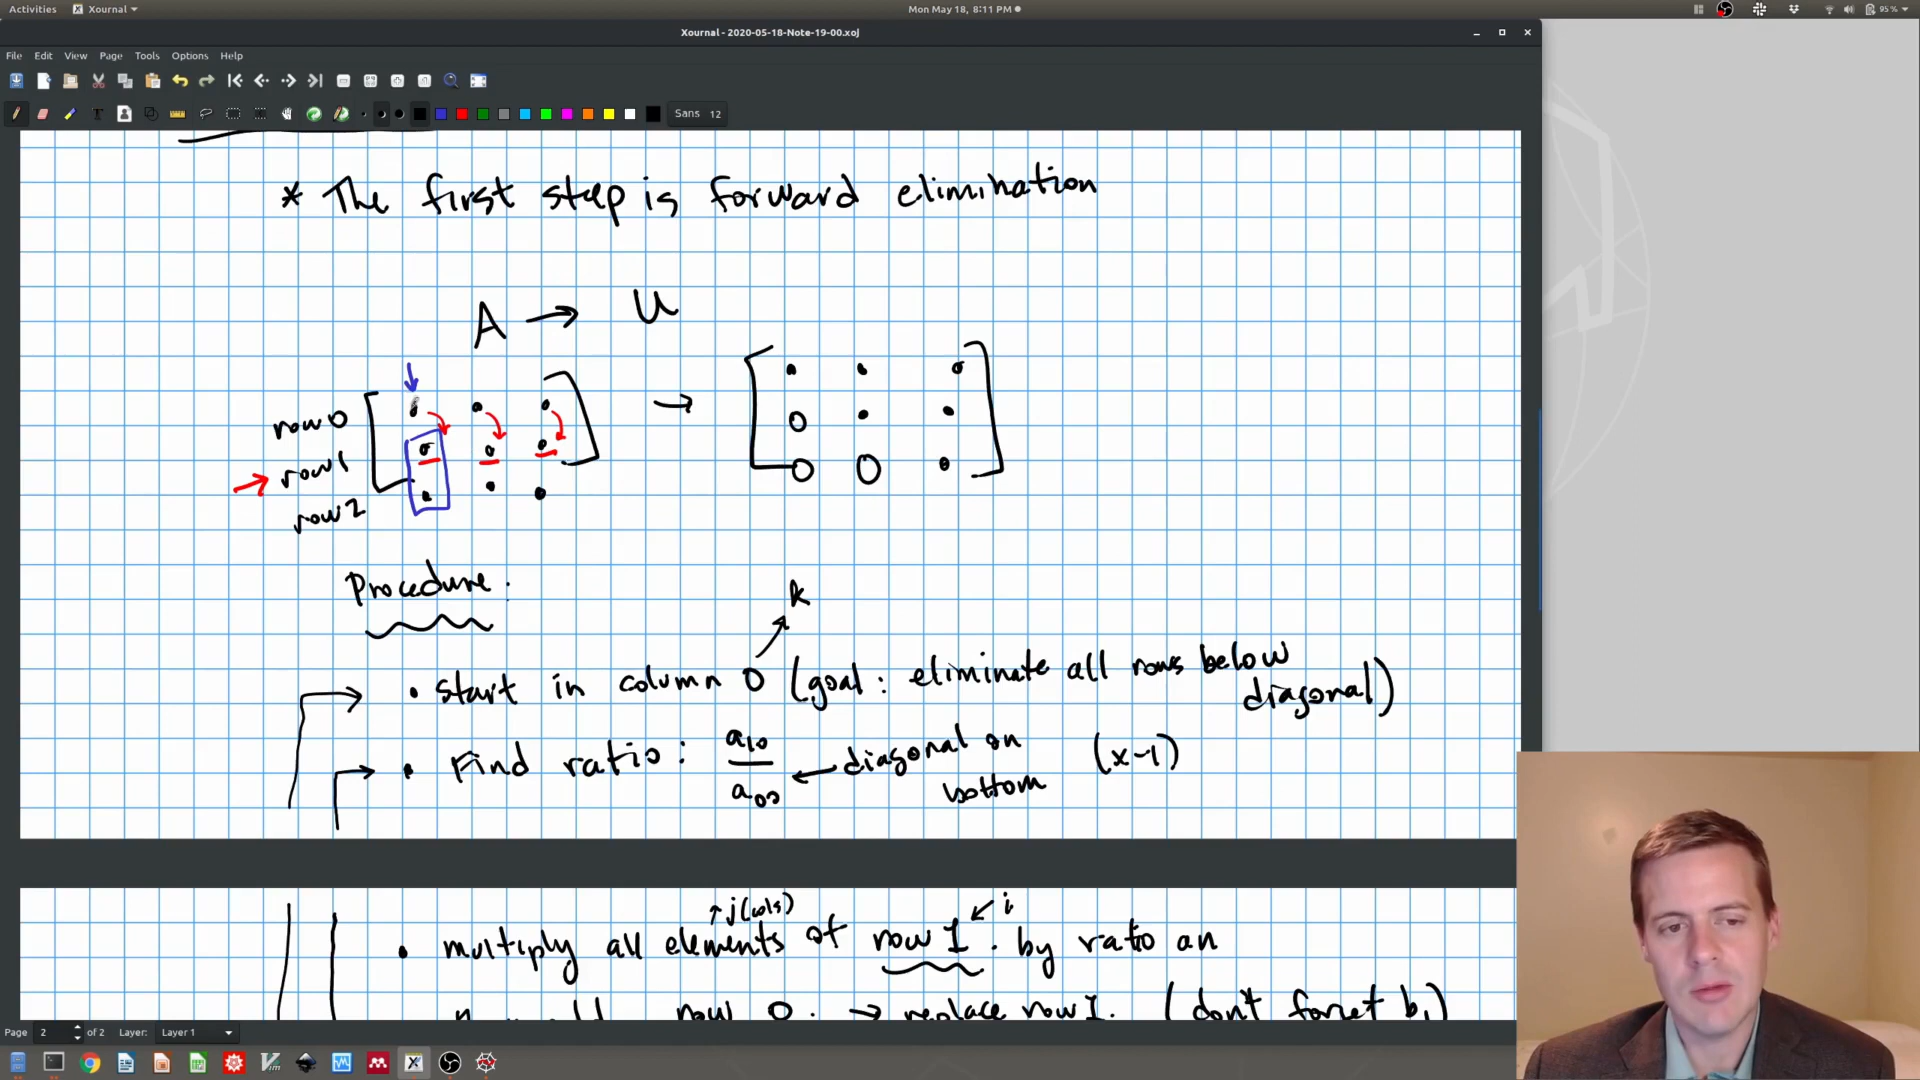 Activities Xournal Mon May 18, 8:11 PM 95 %
Xournal - 2020-05-18-Note-19-00.xoj
File Edit View Page Tools Options Help
Sans 12
* The first step is forward elimination
A → U
row 0
→ row 1
row 2
→
Procedure:
k
• start in column 0 (goal: eliminate all rows below
diagonal)
• Find ratio: a10 / a00 ← diagonal on (x-1)
bottom
↑ j(cols) i
• multiply all elements of row 1 . by ratio an
row 0. → replace row 1. (don't forget b1)
Page 2 of 2 Layer: Layer 1